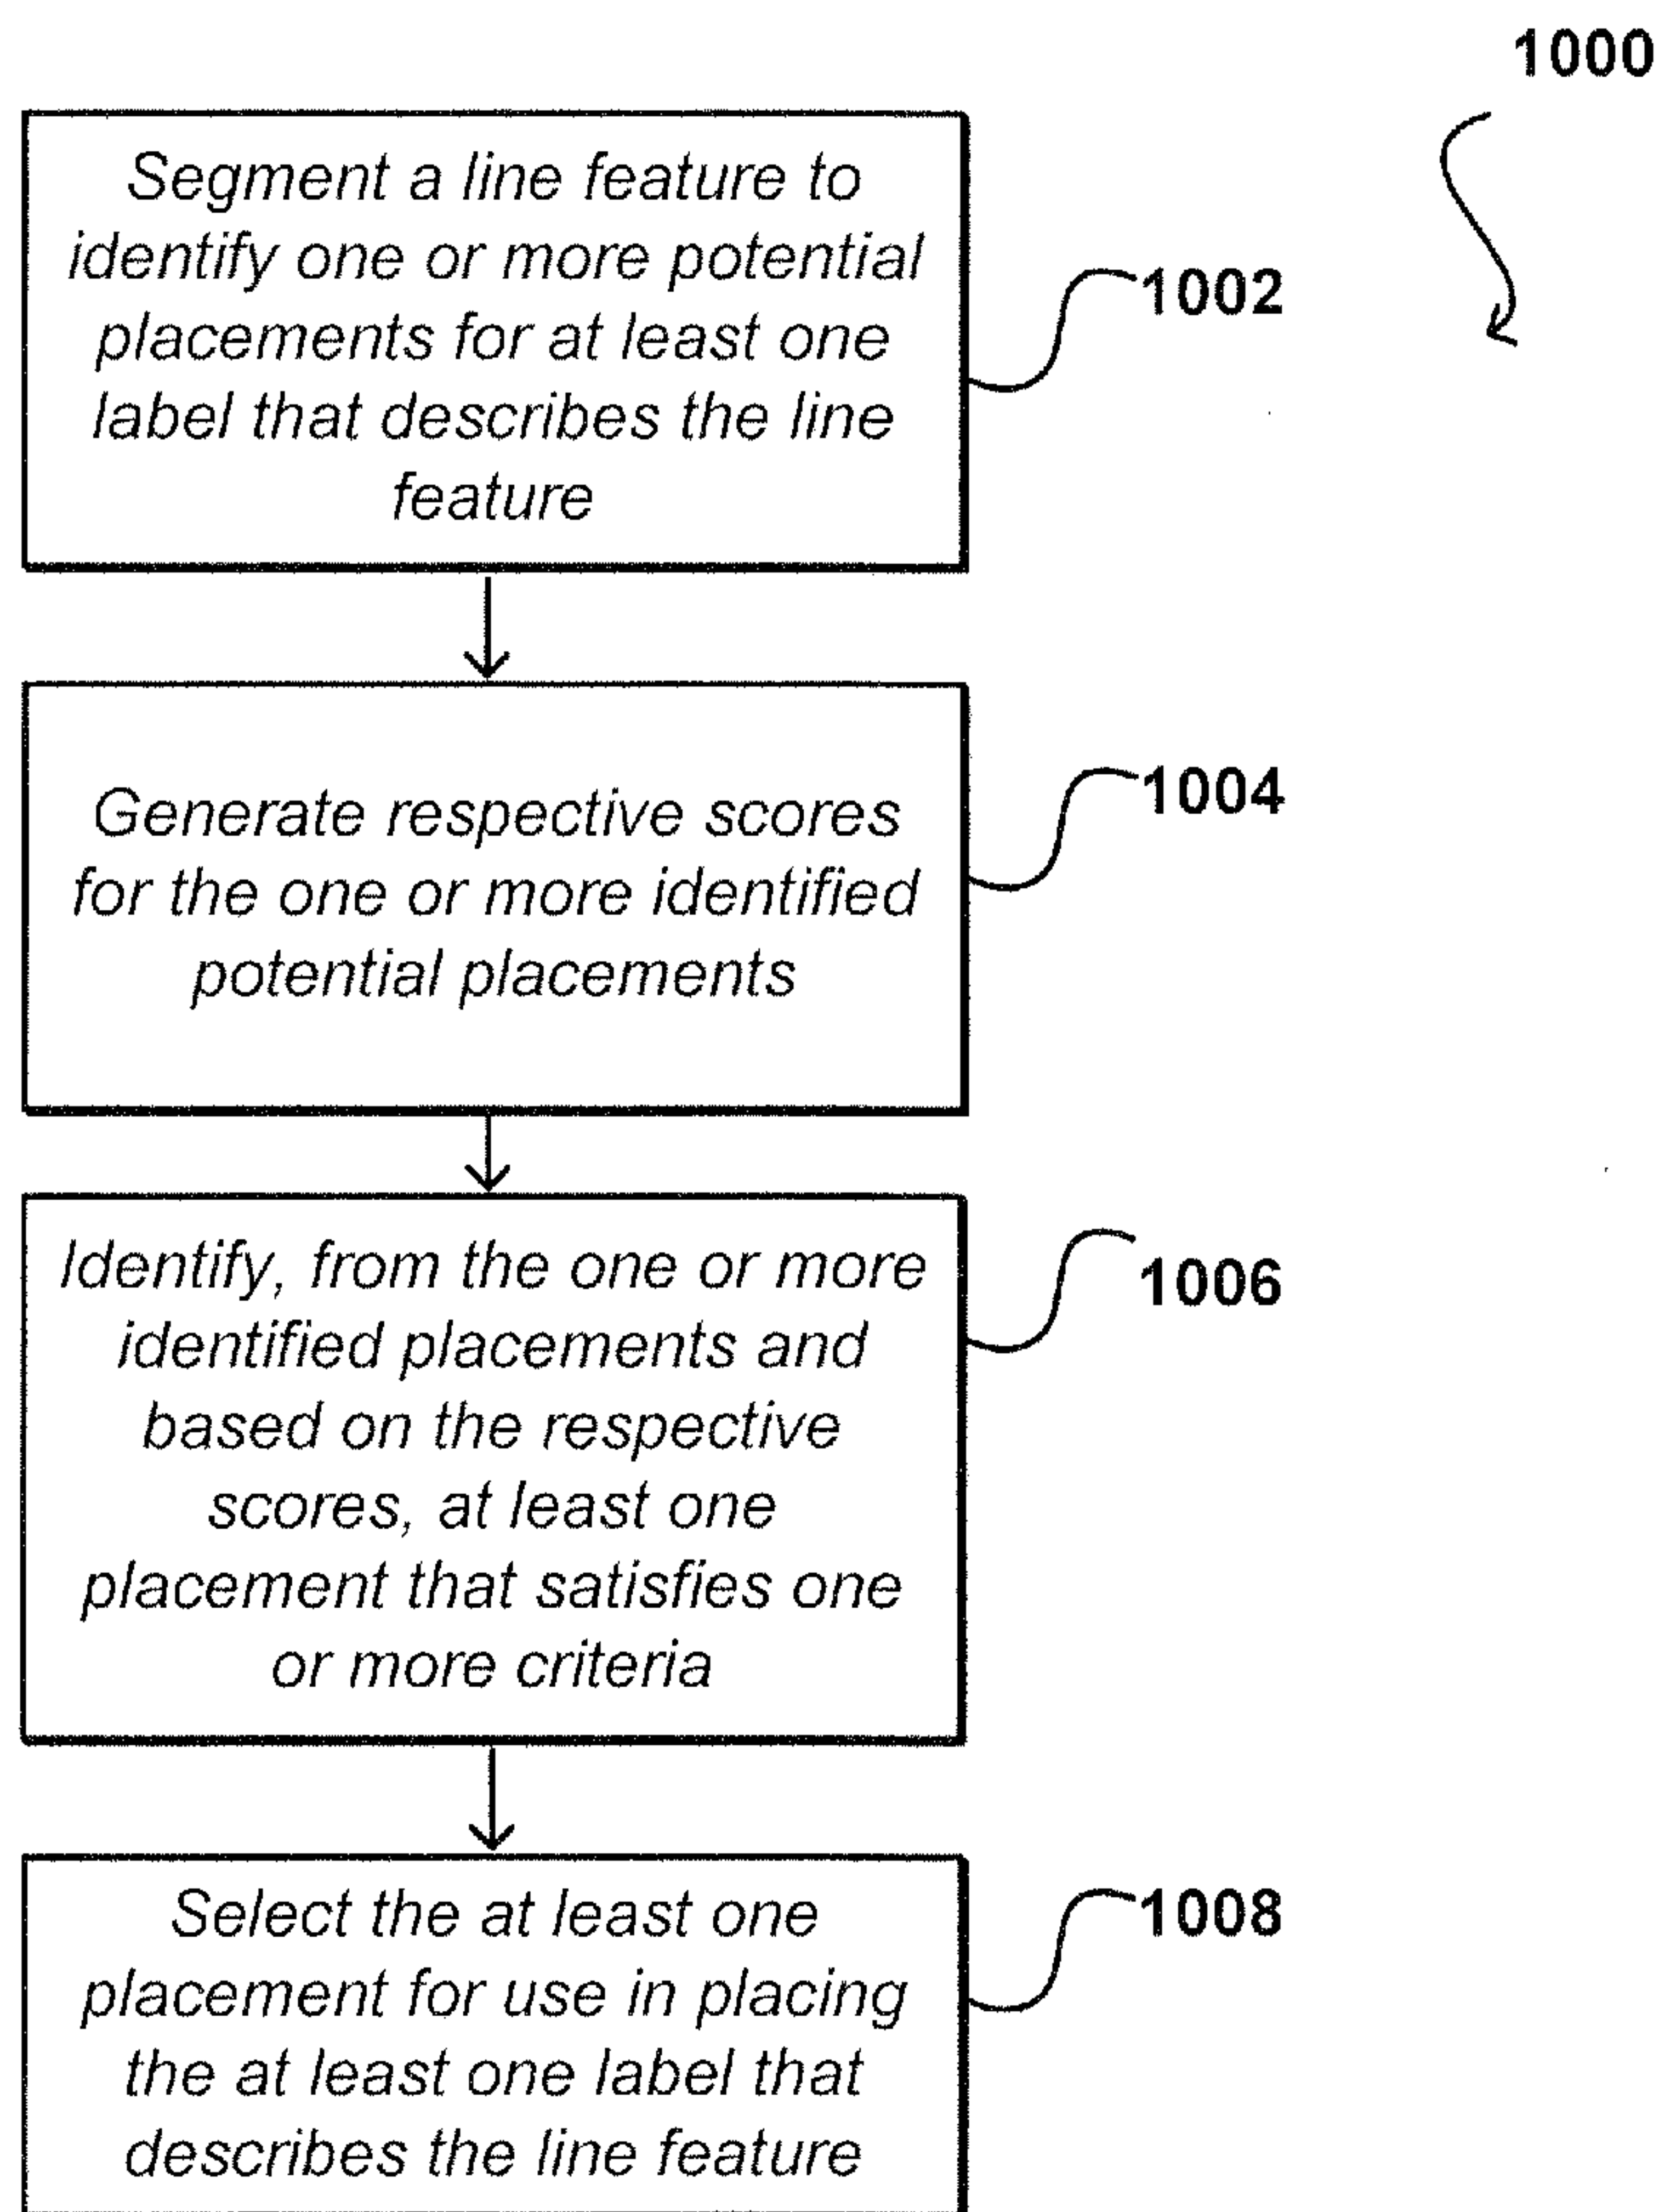 1000
Segment a line feature to
identify one or more potential
placements for at least one
label that describes the line
feature
1002
Generate respective scores
for the one or more identified
potential placements
1004
Identify, from the one or more
identified placements and
based on the respective
scores, at least one
placement that satisfies one
or more criteria
1006
Select the at least one
placement for use in placing
the at least one label that
describes the line feature
1008